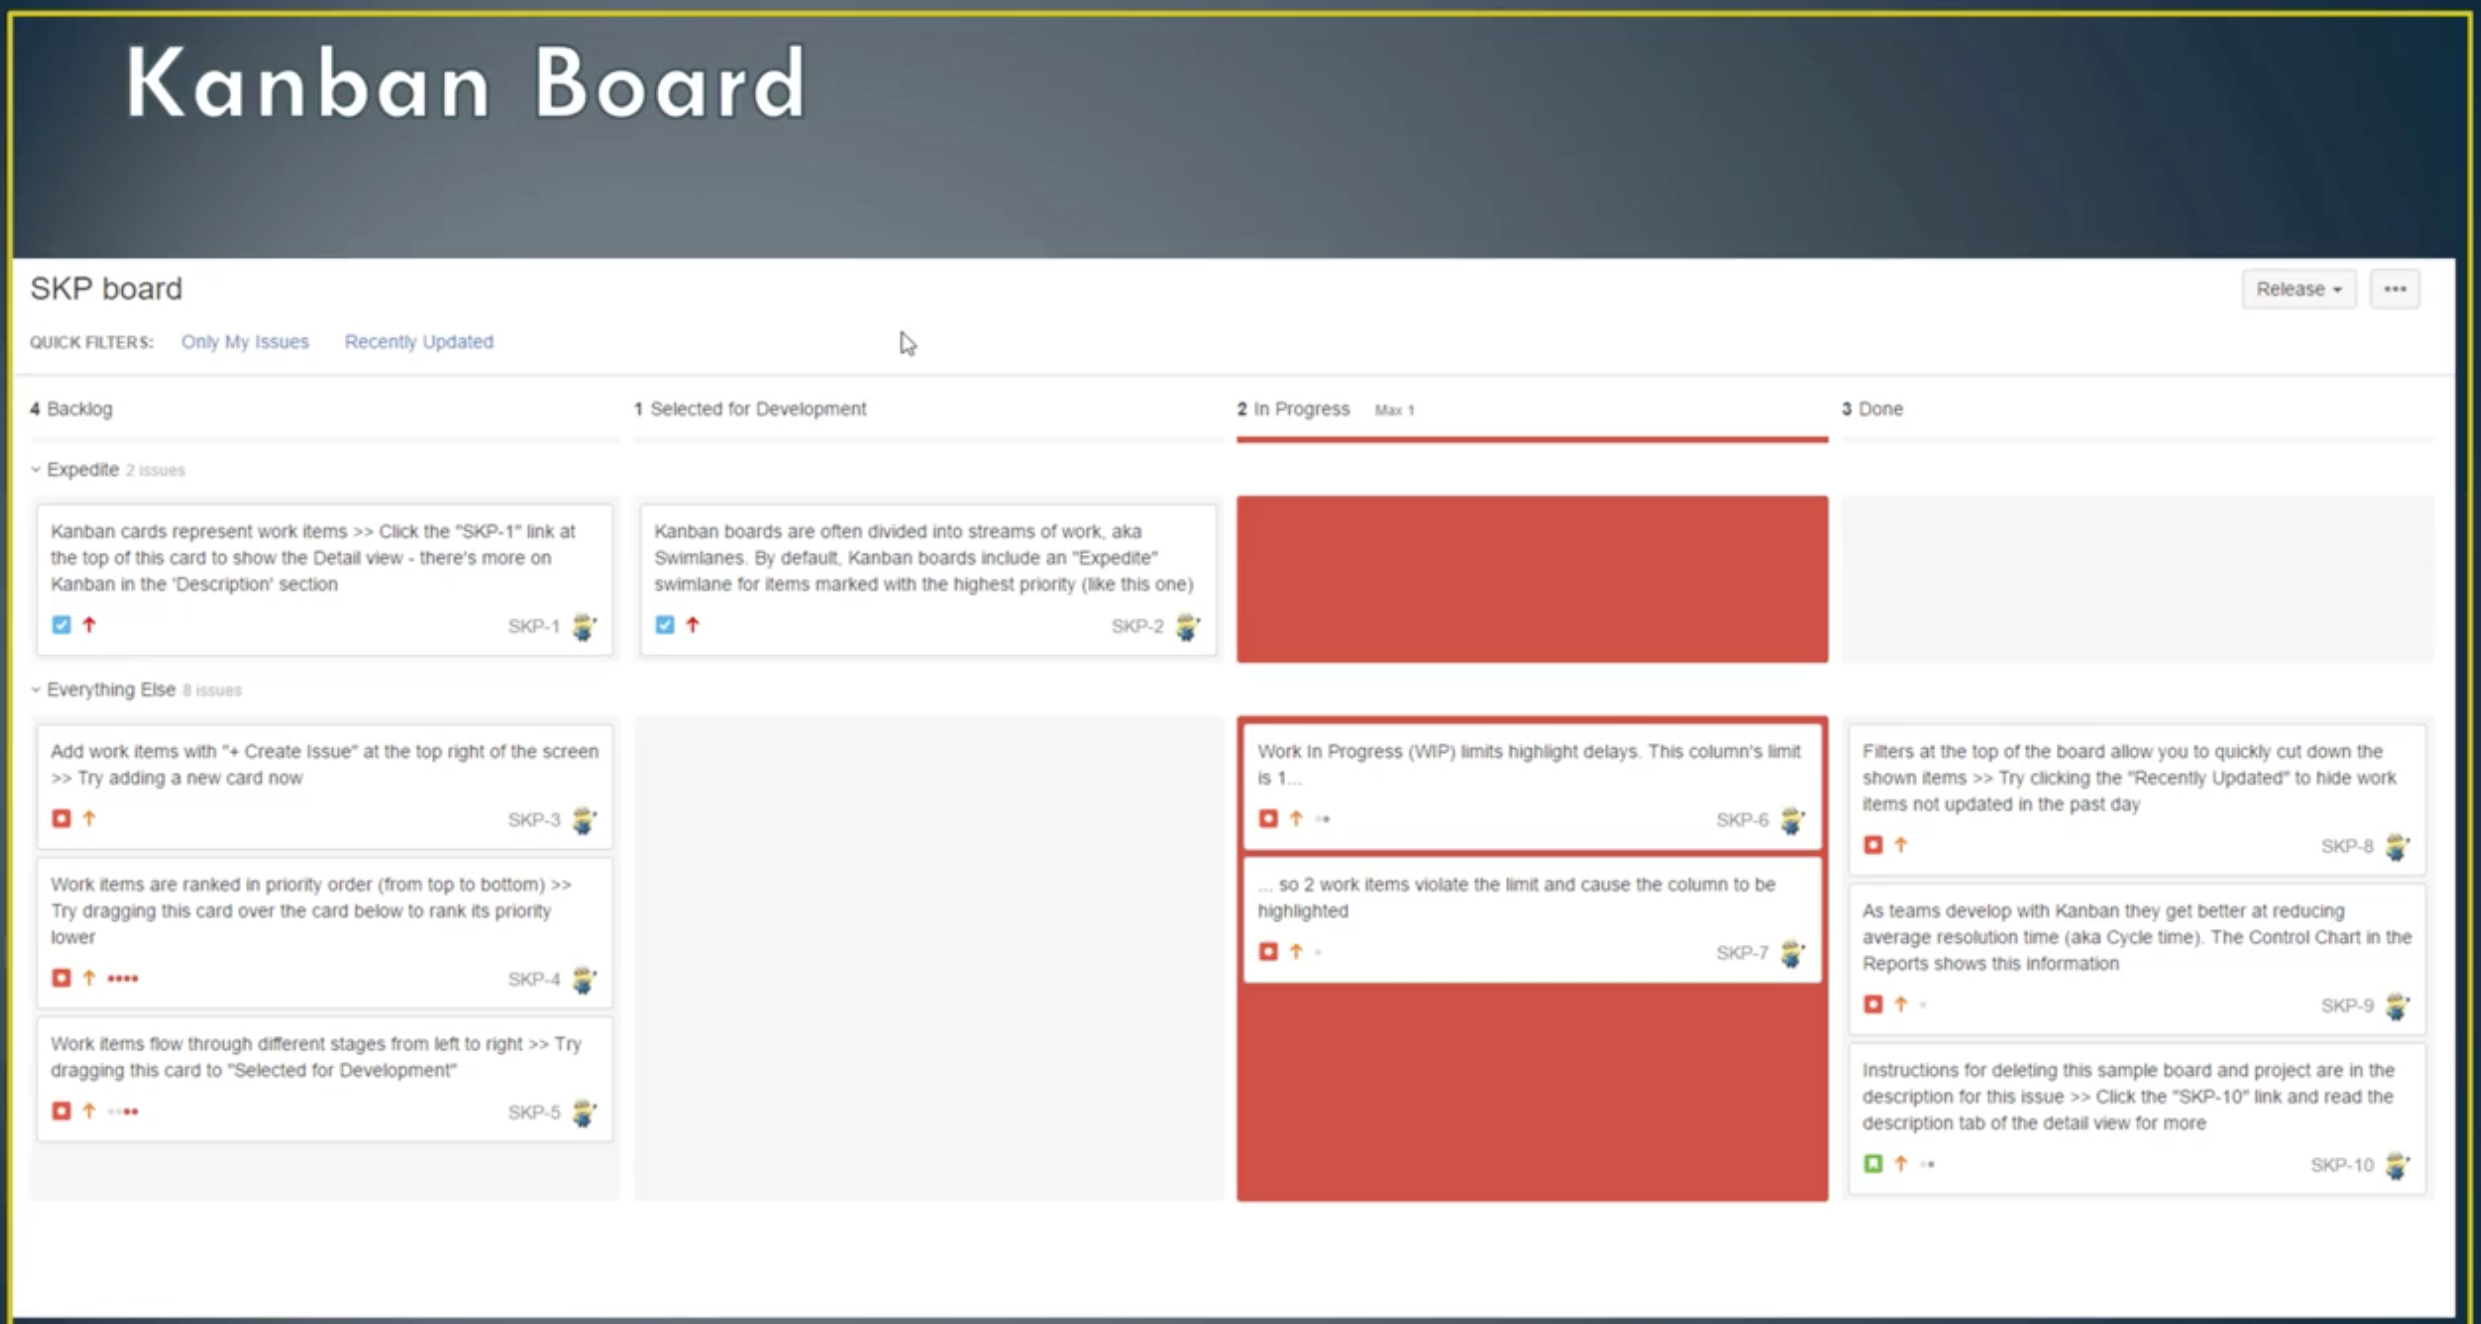 Kanban Board
SKP board
Release
QUICK FILTERS: Only My Issues Recently Updated
4 Backlog
1 Selected for Development
2 In Progress Max 1
3 Done
Expedite 2 issues
Kanban cards represent work items >> Click the "SKP-1" link at
the top of this card to show the Detail view - there's more on
Kanban in the 'Description' section
SKP-1
Kanban boards are often divided into streams of work, aka
Swimlanes. By default, Kanban boards include an "Expedite"
swimlane for items marked with the highest priority (like this one)
SKP-2
Everything Else 8 issues
Add work items with "+ Create Issue" at the top right of the screen
>> Try adding a new card now
SKP-3
Work items are ranked in priority order (from top to bottom) >>
Try dragging this card over the card below to rank its priority
lower
SKP-4
Work items flow through different stages from left to right >> Try
dragging this card to "Selected for Development"
SKP-5
Work In Progress (WIP) limits highlight delays. This column's limit
is 1...
SKP-6
... so 2 work items violate the limit and cause the column to be
highlighted
SKP-7
Filters at the top of the board allow you to quickly cut down the
shown items >> Try clicking the "Recently Updated" to hide work
items not updated in the past day
SKP-8
As teams develop with Kanban they get better at reducing
average resolution time (aka Cycle time). The Control Chart in the
Reports shows this information
SKP-9
Instructions for deleting this sample board and project are in the
description for this issue >> Click the "SKP-10" link and read the
description tab of the detail view for more
SKP-10